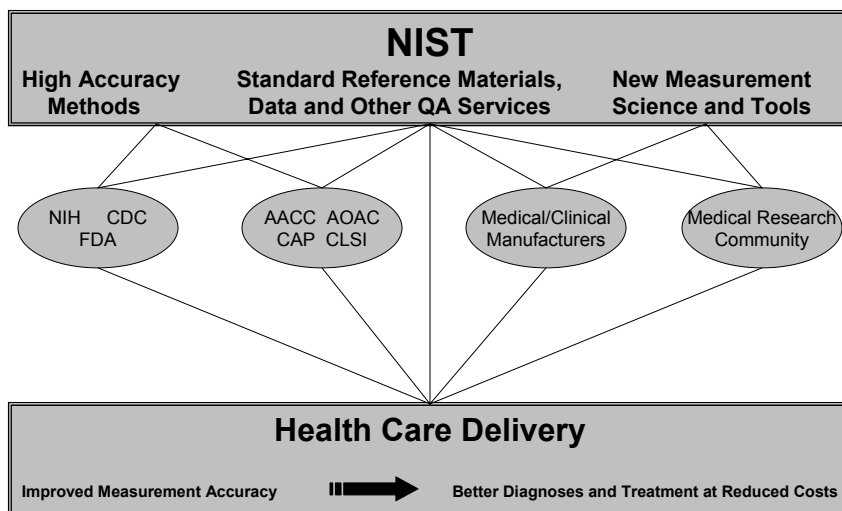 NIST
High Accuracy
Methods
Standard Reference Materials,
Data and Other QA Services
New Measurement
Science and Tools
NIH CDC
FDA
AACC AOAC
CAP CLSI
Medical/Clinical
Manufacturers
Medical Research
Community
Health Care Delivery
Improved Measurement Accuracy
Better Diagnoses and Treatment at Reduced Costs